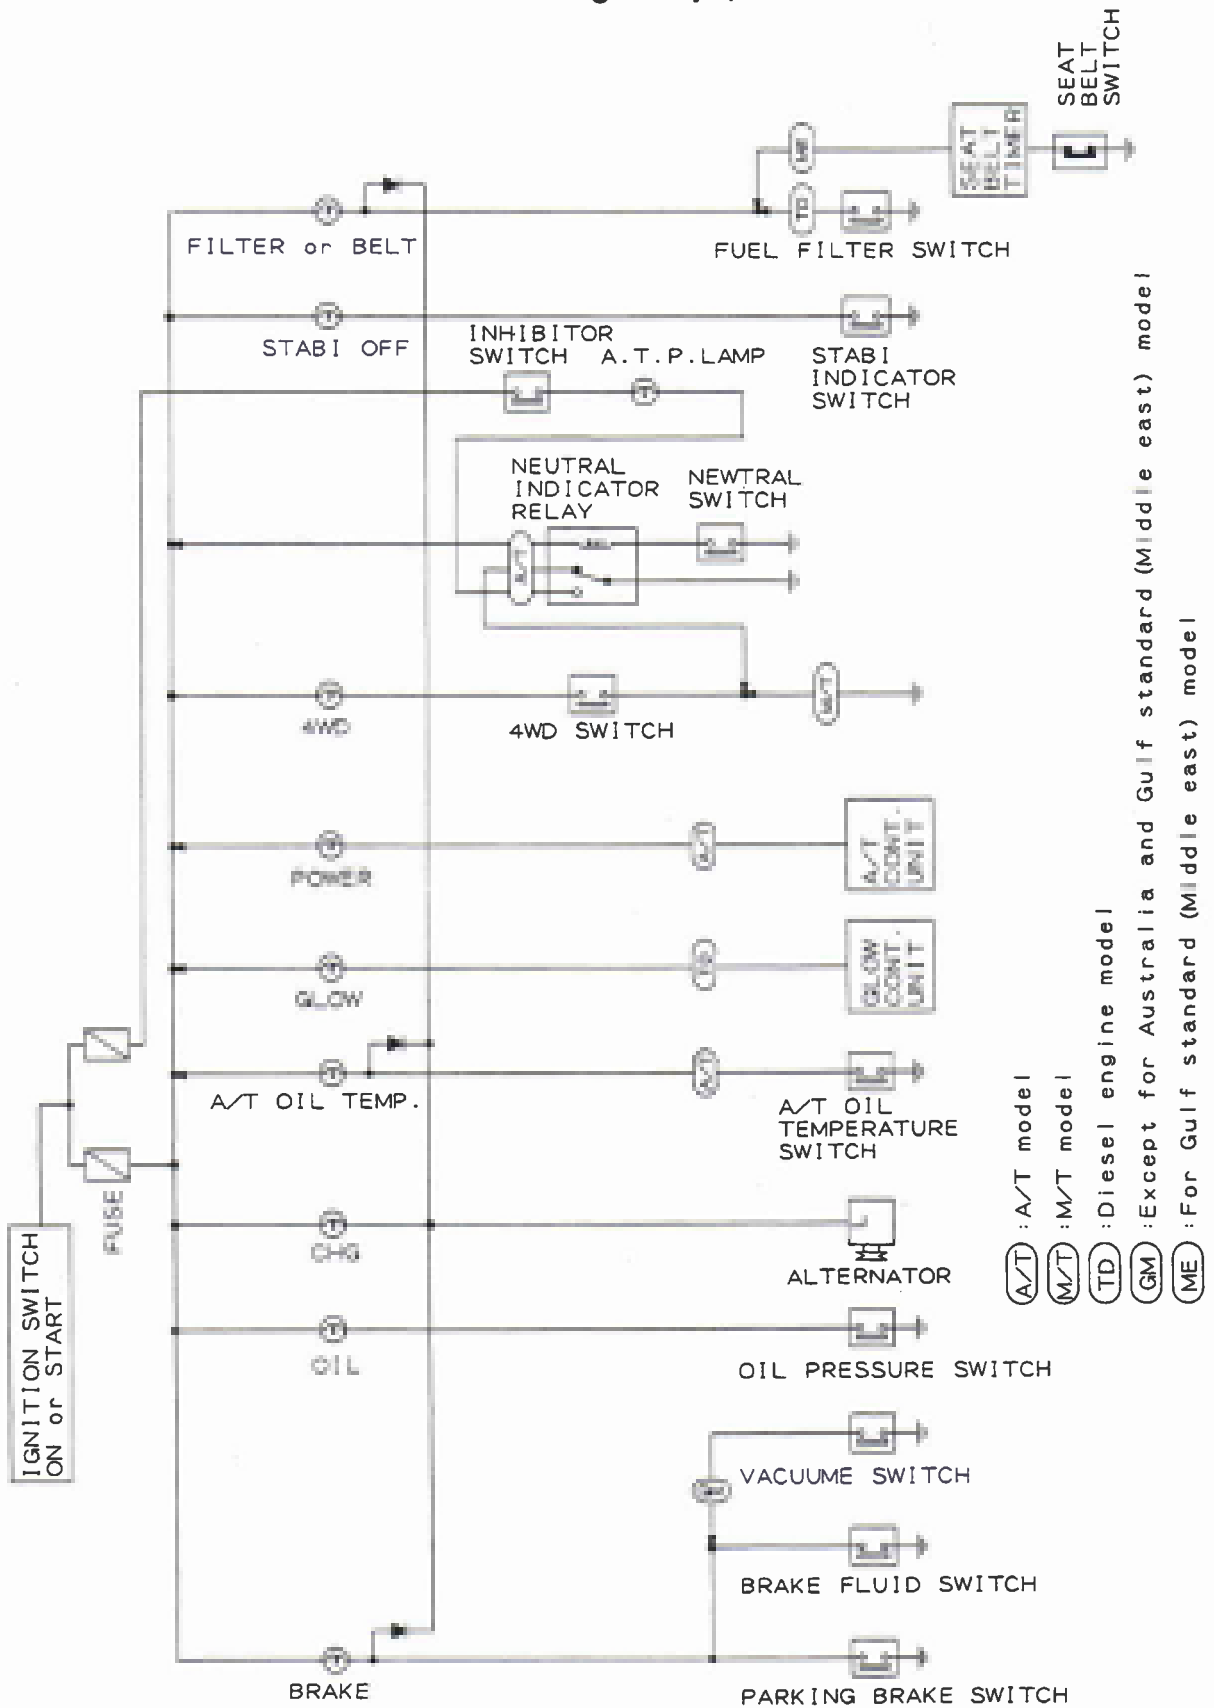 SEAT
BELT
SWITCH
SEAT
BELT
TIMER
ME
TD
FILTER or BELT
FUEL FILTER SWITCH
STABI OFF
INHIBITOR
SWITCH
A.T.P.LAMP
STABI
INDICATOR
SWITCH
NEUTRAL
INDICATOR
RELAY
NEWTRAL
SWITCH
A/T
4WD
4WD SWITCH
M/T
POWER
A/T
A/T
CONT.
UNIT
GLOW
TD
GLOW
CONT.
UNIT
A/T OIL TEMP.
A/T
A/T OIL
TEMPERATURE
SWITCH
FUSE
IGNITION SWITCH
ON or START
CHG
ALTERNATOR
OIL
OIL PRESSURE SWITCH
GM
VACUUME SWITCH
BRAKE FLUID SWITCH
BRAKE
PARKING BRAKE SWITCH
A/T :A/T model
M/T :M/T model
TD :Diesel engine model
GM :Except for Australia and Gulf standard (Middle east) model
ME :For Gulf standard (Middle east) model